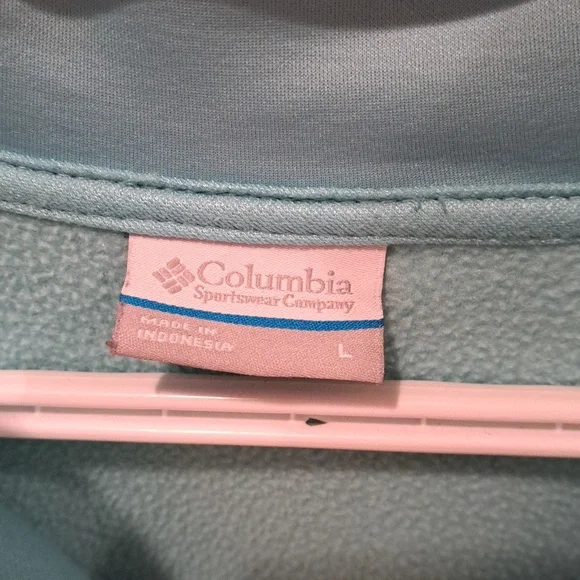 Columbia
Sportswear Company
MADE IN
INDONESIA
L